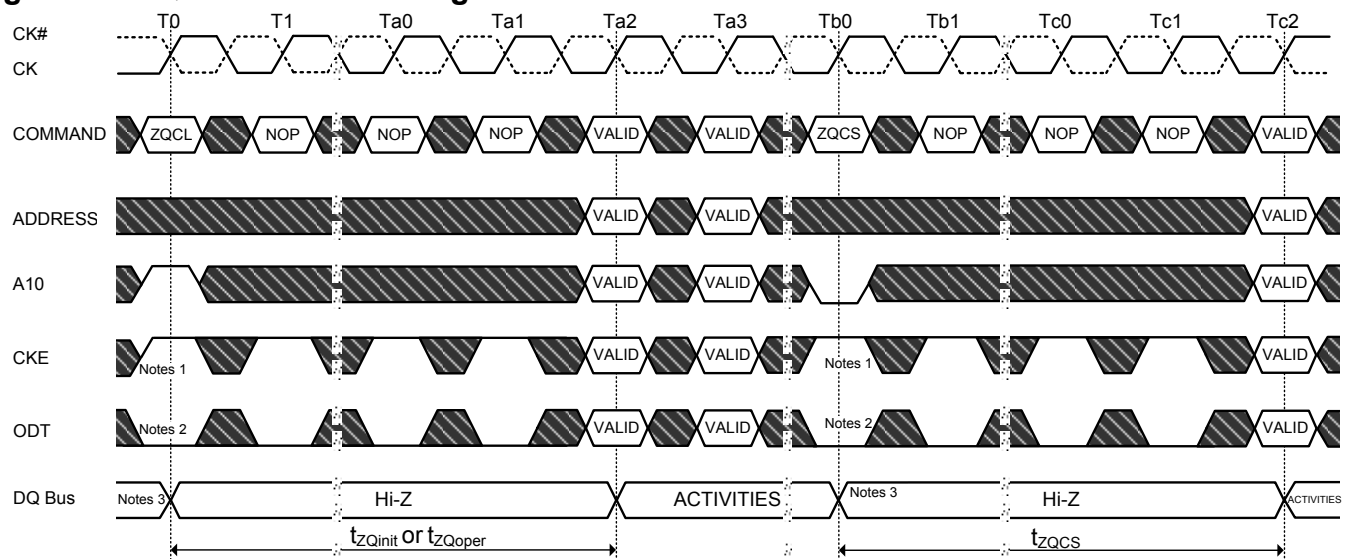 T0 T1 Ta0 Ta1 Ta2 Ta3 Tb0 Tb1 Tc0 Tc1 Tc2
CK#
CK
COMMAND ZQCL NOP NOP NOP VALID VALID ZQCS NOP NOP NOP VALID
ADDRESS VALID VALID VALID
A10 VALID VALID VALID
CKE Notes 1 VALID VALID Notes 1 VALID
ODT Notes 2 VALID VALID Notes 2 VALID
DQ Bus Notes 3 Hi-Z ACTIVITIES Notes 3 Hi-Z ACTIVITIES
tZQinit or tZQoper tZQCS